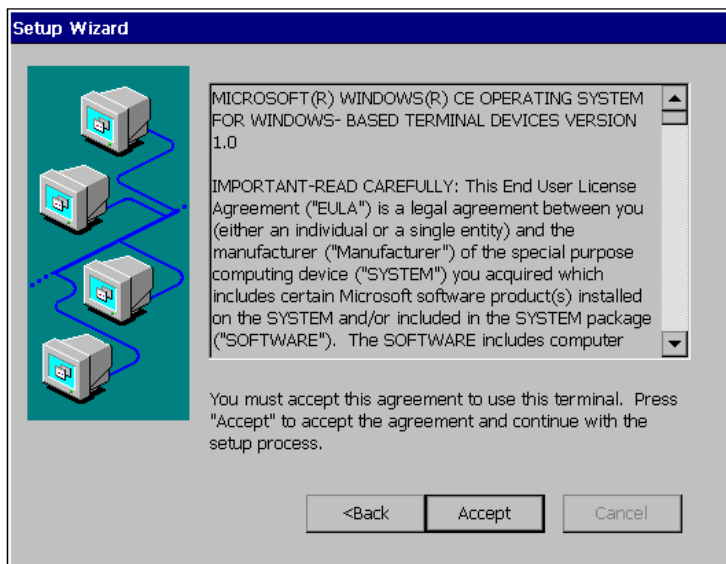 Setup Wizard
MICROSOFT(R) WINDOWS(R) CE OPERATING SYSTEM
FOR WINDOWS- BASED TERMINAL DEVICES VERSION
1.0
IMPORTANT-READ CAREFULLY: This End User License
Agreement ("EULA") is a legal agreement between you
(either an individual or a single entity) and the
manufacturer ("Manufacturer") of the special purpose
computing device ("SYSTEM") you acquired which
includes certain Microsoft software product(s) installed
on the SYSTEM and/or included in the SYSTEM package
("SOFTWARE").  The SOFTWARE includes computer
You must accept this agreement to use this terminal.  Press
"Accept" to accept the agreement and continue with the
setup process.
<Back
Accept
Cancel